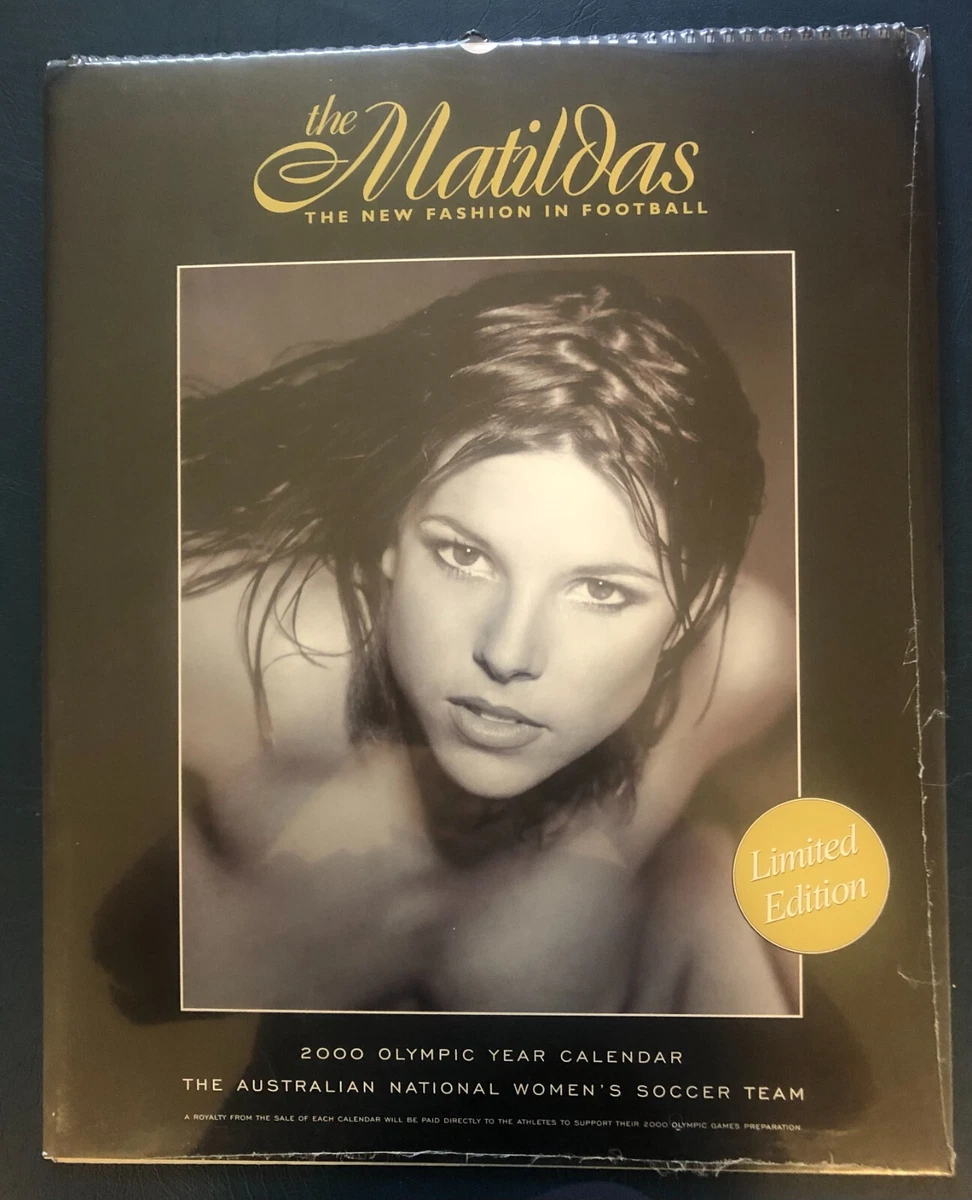 the
Matildas
THE NEW FASHION IN FOOTBALL
Limited
Edition
2000 OLYMPIC YEAR CALENDAR
THE AUSTRALIAN NATIONAL WOMEN'S SOCCER TEAM
A ROYALTY FROM THE SALE OF EACH CALENDAR WILL BE PAID DIRECTLY TO THE ATHLETES TO SUPPORT THEIR 2000 OLYMPIC GAMES PREPARATION.